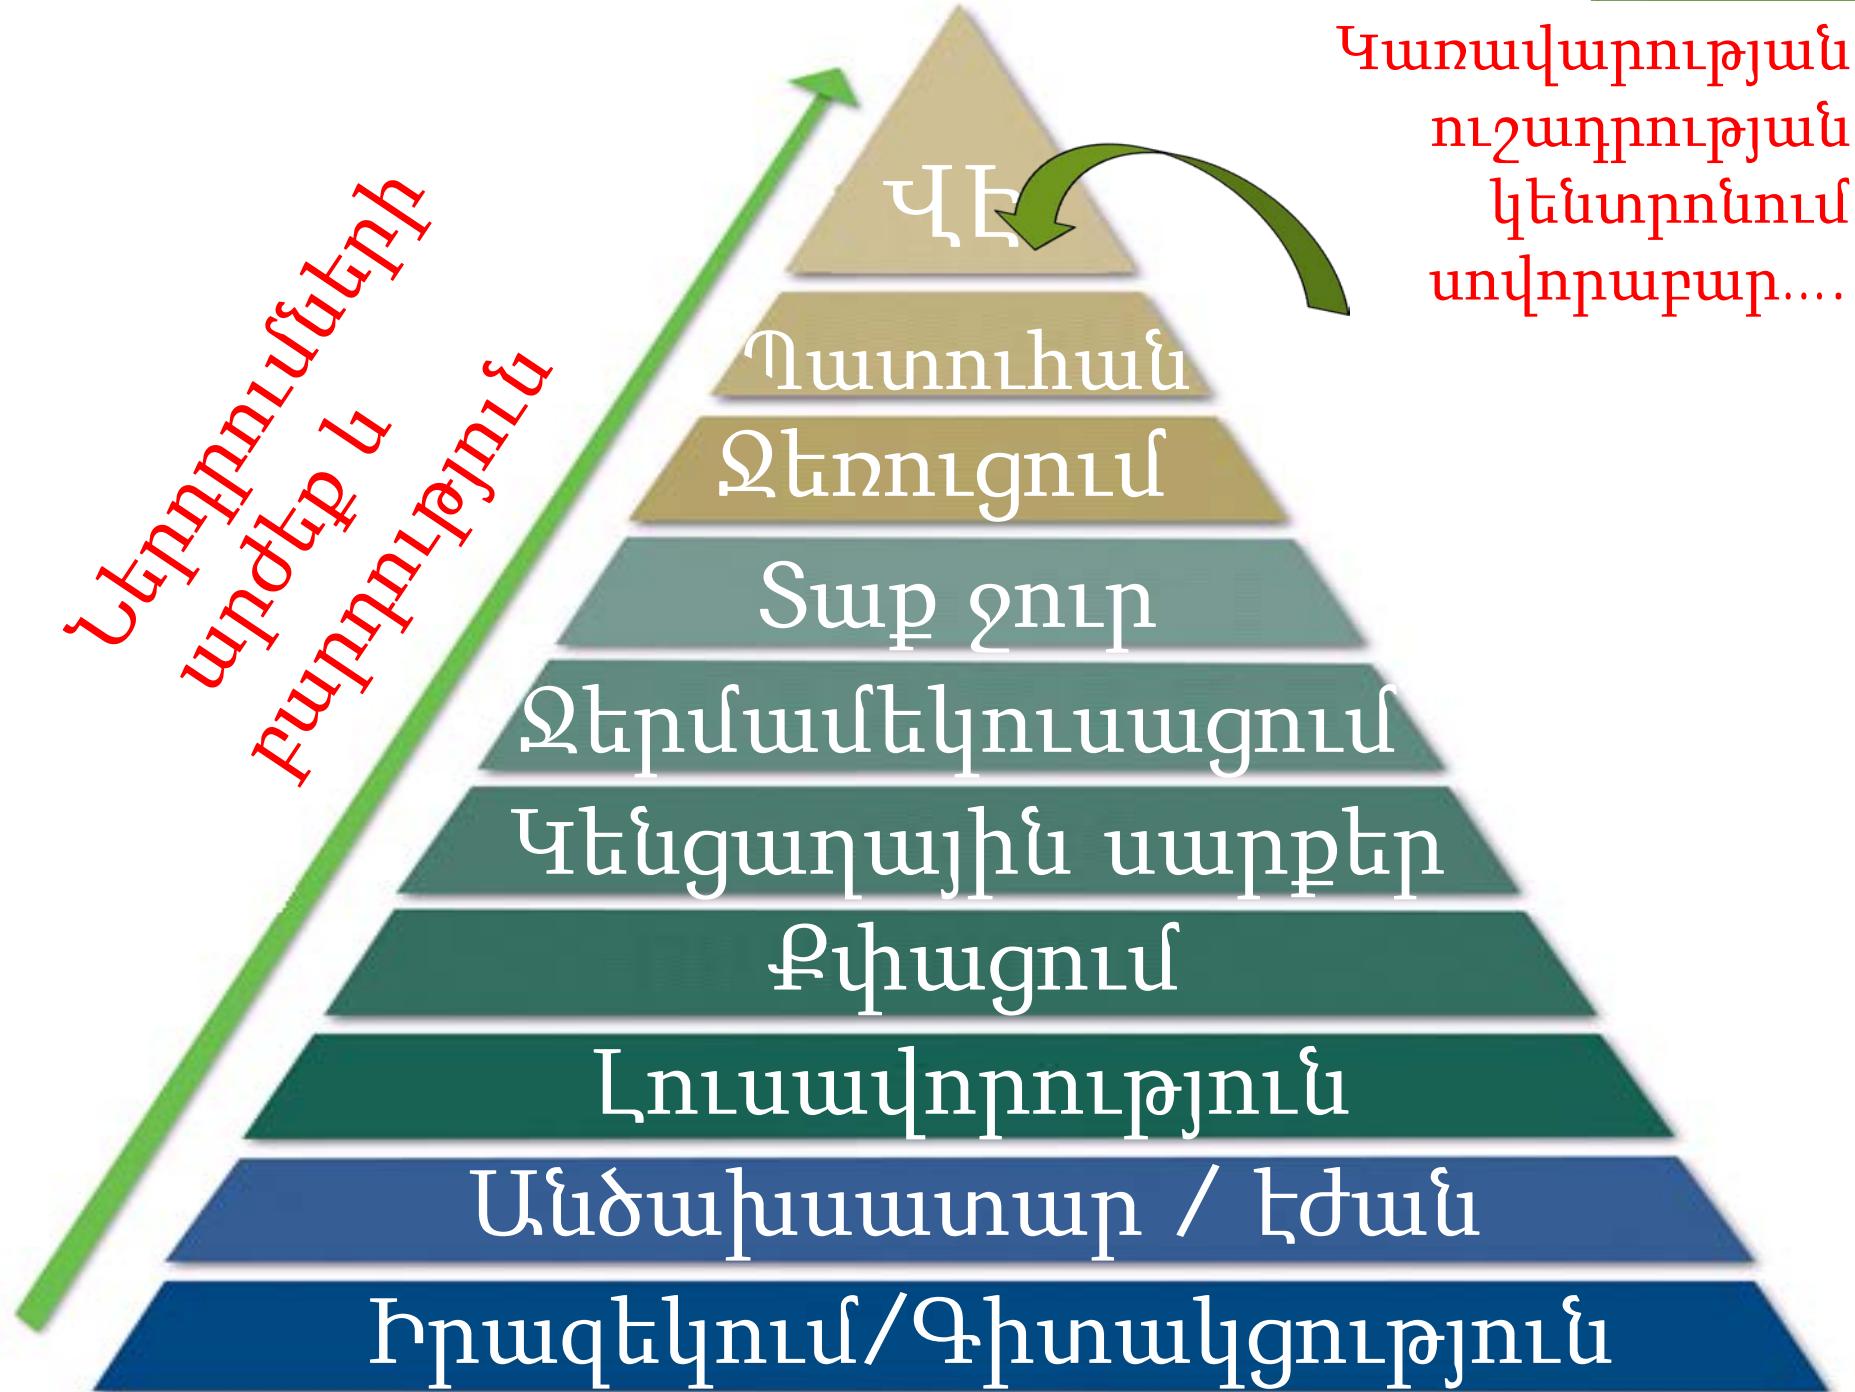 Կառավարության
ուշադրության
կենտրոնում
սովորաբար....
Ներդրումների
արժեք և
բարդություն
ՎԷ
Պատուհան
Ջեռուցում
Տաք ջուր
Ջերմամեկուսացում
Կենցաղային սարքեր
Քփացում
Լուսավորություն
Անծախսատար / էժան
Իրազեկում/Գիտակցություն